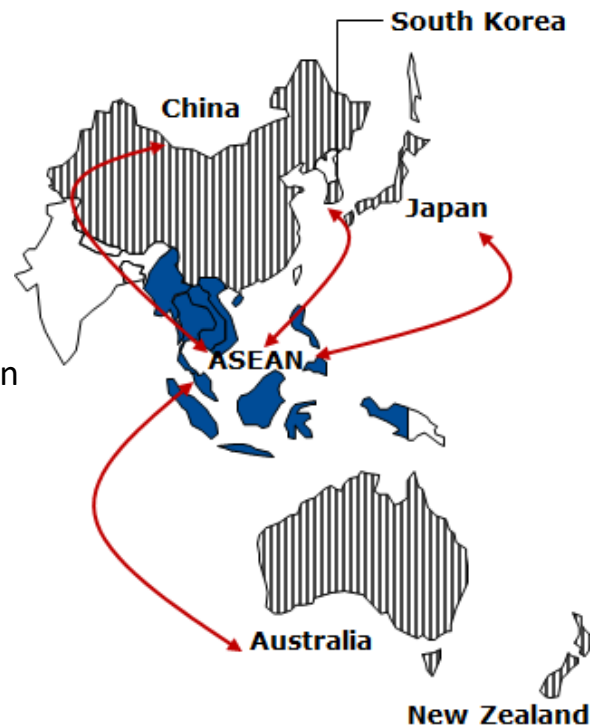 South Korea
China
Japan
ASEAN
n
Australia
New Zealand